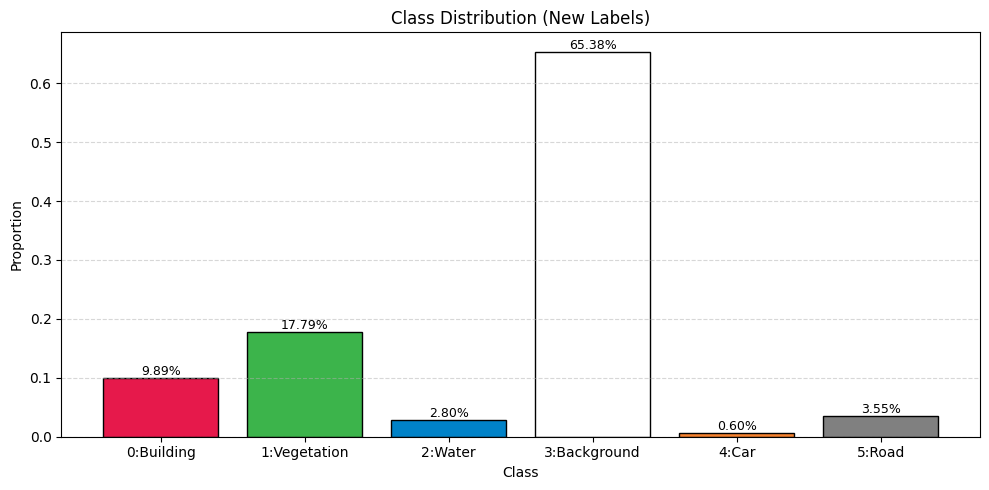 Class Distribution (New Labels)
65.38%
0.6
0.5
0.4
0.3
0.2
0.1
0.0
Proportion
9.89%
17.79%
2.80%
0.60%
3.55%
0:Building
1:Vegetation
2:Water
3:Background
4:Car
5:Road
Class